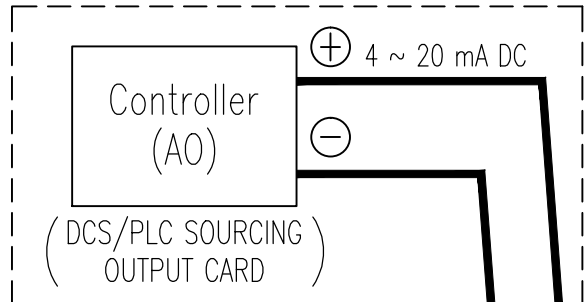 ⊕ 4 ~ 20 mA DC
Controller
(AO)
⊖
( DCS/PLC SOURCING
OUTPUT CARD )